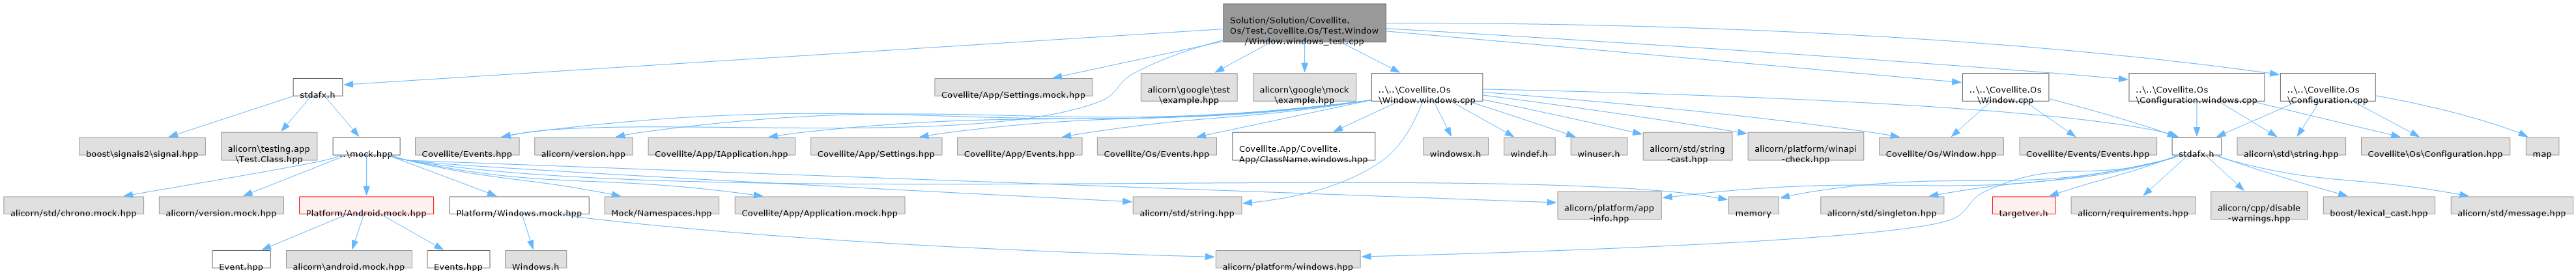 Solution/Solution/Covellite.
Os/Test.Covellite.Os/Test.Window
/Window.windows_test.cpp
stdafx.h
Covellite/App/Settings.mock.hpp
alicorn\google\test
\example.hpp
alicorn\google\mock
\example.hpp
..\..\Covellite.Os
\Window.windows.cpp
..\..\Covellite.Os
\Window.cpp
..\..\Covellite.Os
\Configuration.windows.cpp
..\..\Covellite.Os
\Configuration.cpp
boost\signals2\signal.hpp
alicorn\testing.app
\Test.Class.hpp
..\mock.hpp
Covellite/Events.hpp
alicorn/version.hpp
Covellite/App/IApplication.hpp
Covellite/App/Settings.hpp
Covellite/App/Events.hpp
Covellite/Os/Events.hpp
Covellite.App/Covellite.
App/ClassName.windows.hpp
windowsx.h
windef.h
winuser.h
alicorn/std/string
-cast.hpp
alicorn/platform/winapi
-check.hpp
Covellite/Os/Window.hpp
Covellite/Events/Events.hpp
stdafx.h
alicorn\std\string.hpp
Covellite\Os\Configuration.hpp
map
alicorn/std/chrono.mock.hpp
alicorn/version.mock.hpp
Platform/Android.mock.hpp
Platform/Windows.mock.hpp
Mock/Namespaces.hpp
Covellite/App/Application.mock.hpp
alicorn/std/string.hpp
alicorn/platform/app
-info.hpp
memory
alicorn/std/singleton.hpp
targetver.h
alicorn/requirements.hpp
alicorn/cpp/disable
-warnings.hpp
boost/lexical_cast.hpp
alicorn/std/message.hpp
Event.hpp
alicorn\android.mock.hpp
Events.hpp
Windows.h
alicorn/platform/windows.hpp